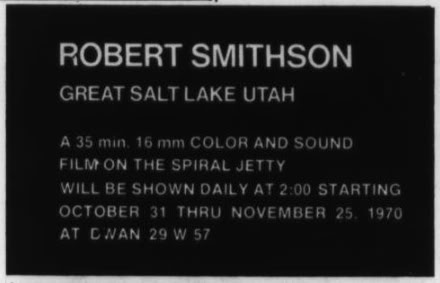 ROBERT SMITHSON
GREAT SALT LAKE UTAH
A 35 min. 16 mm COLOR AND SOUND
FILM ON THE SPIRAL JETTY
WILL BE SHOWN DAILY AT 2:00 STARTING
OCTOBER 31 THRU NOVEMBER 25. 1970
AT DWAN 29 W 57